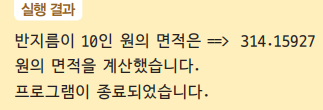 실행 결과
반지름이 10인 원의 면적은 ==> 314.15927
원의 면적을 계산했습니다.
프로그램이 종료되었습니다.